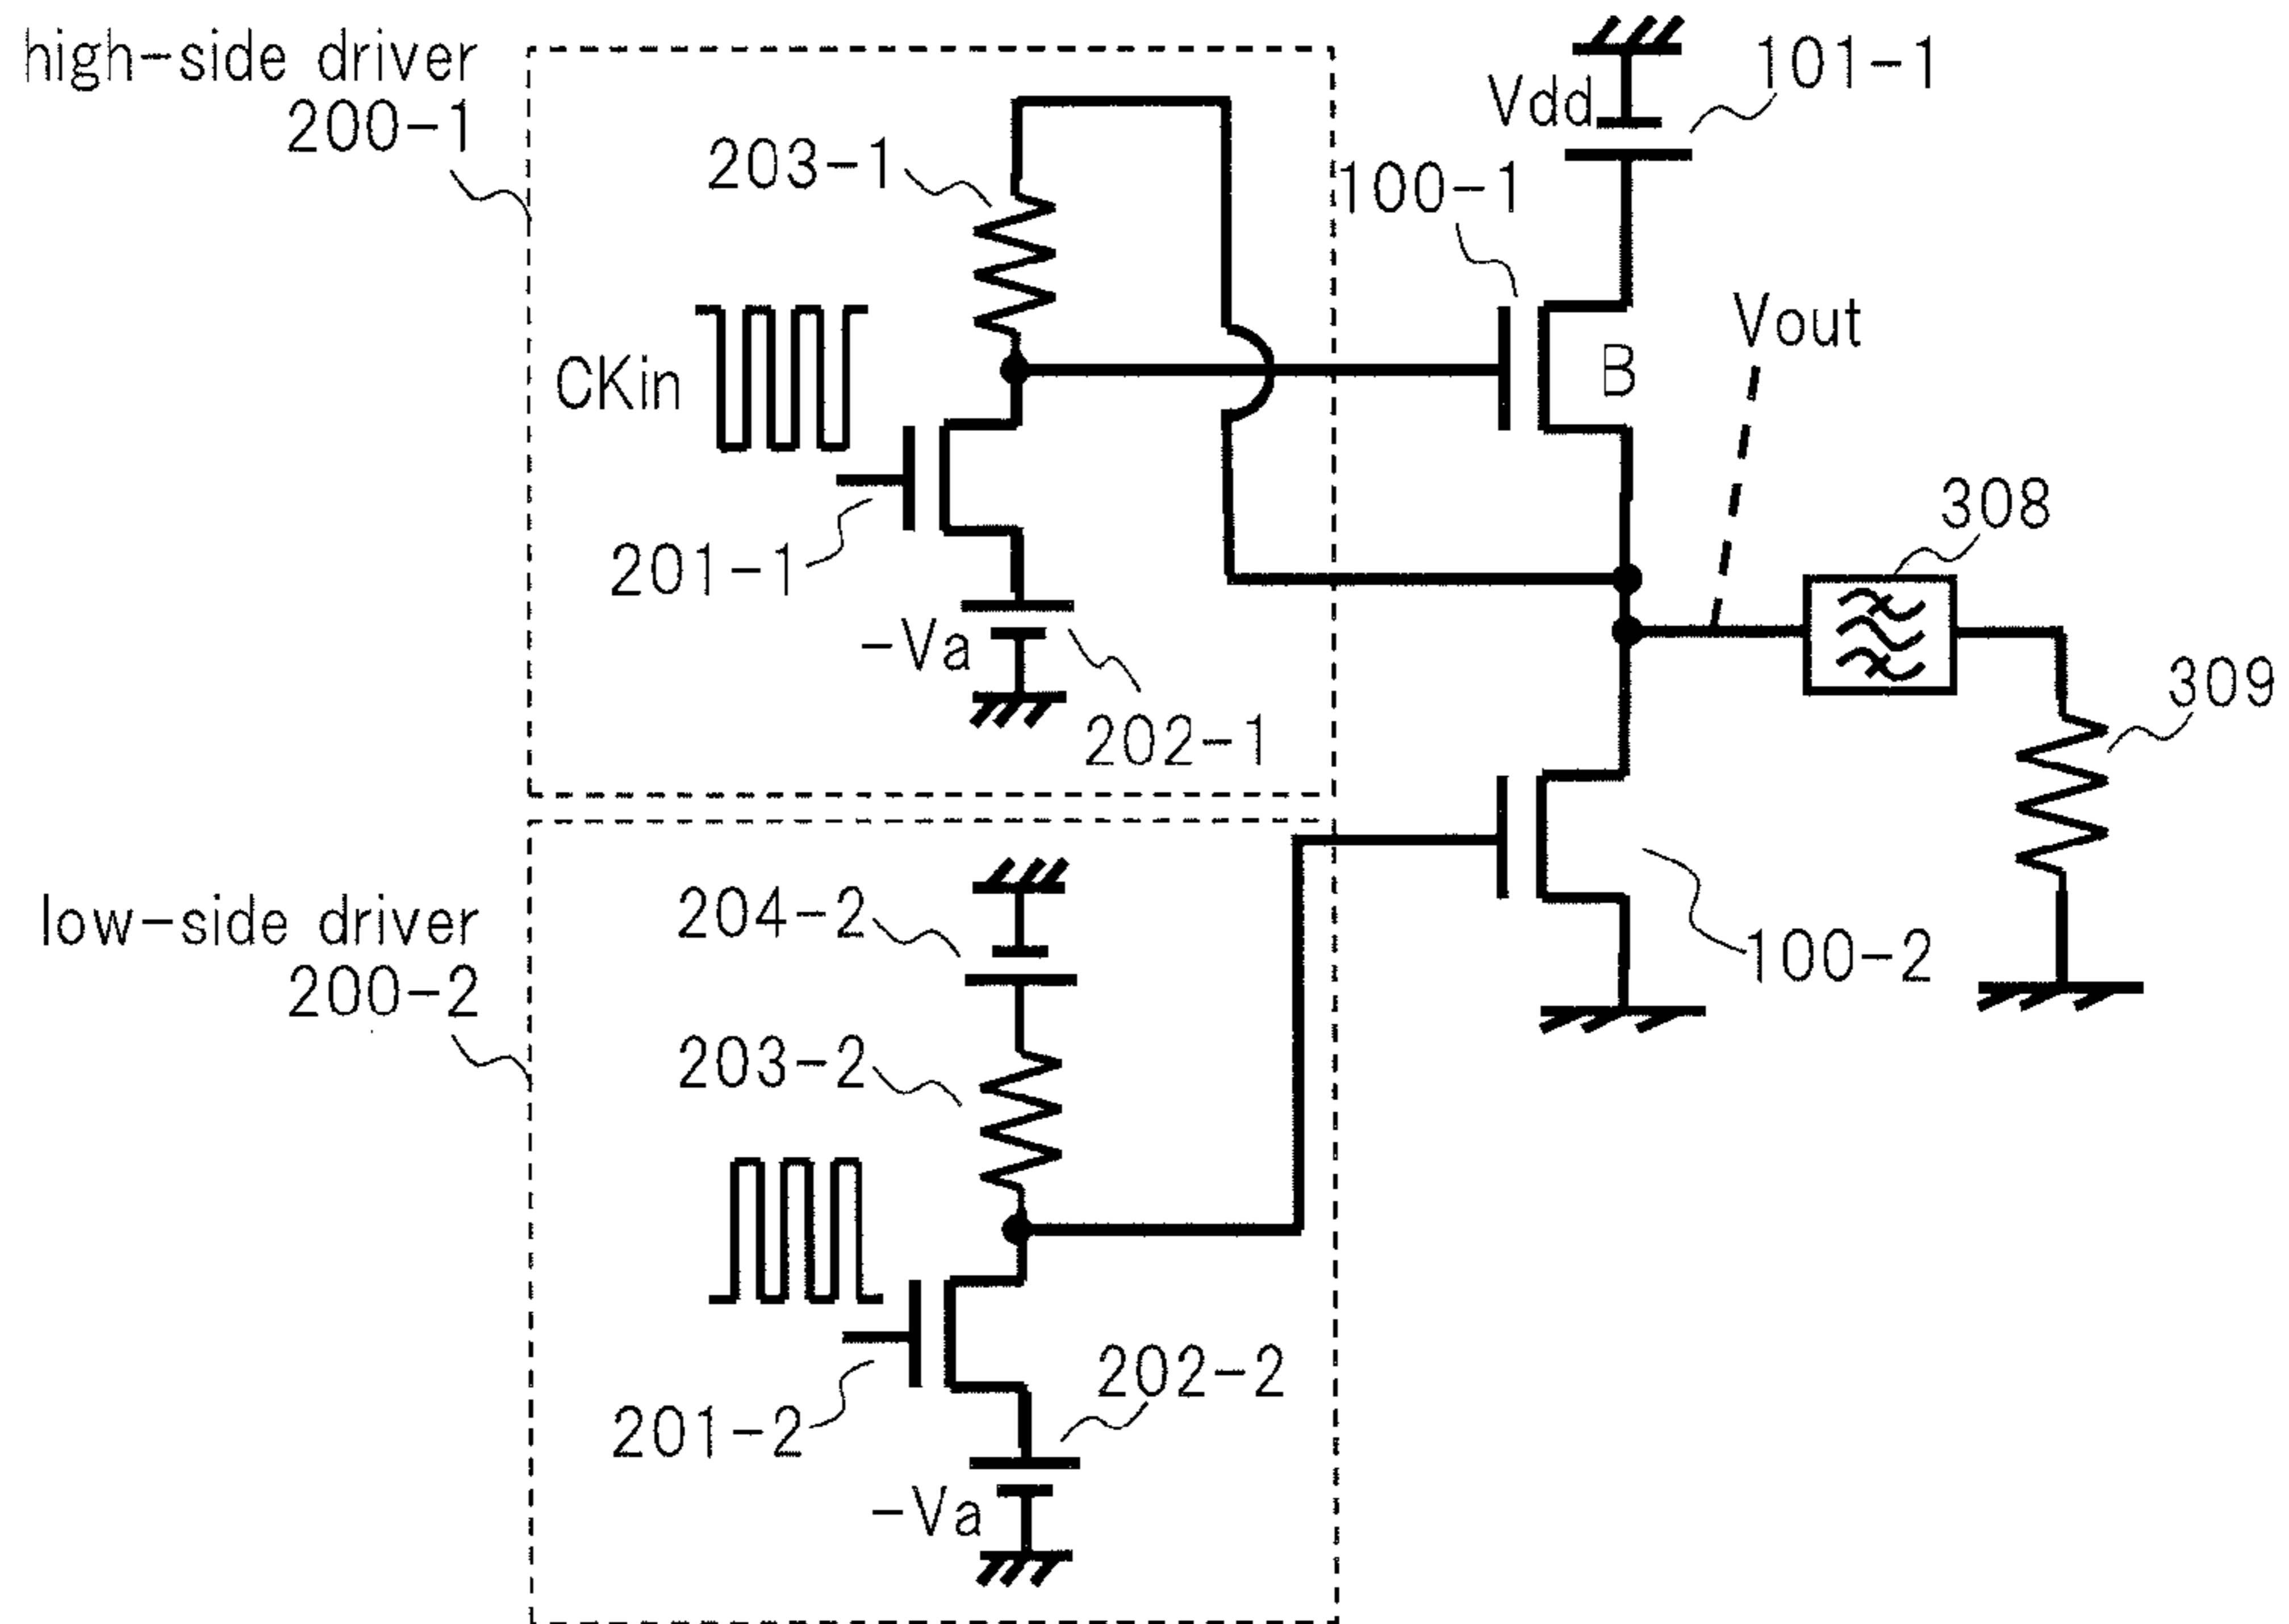 high-side driver
200-1
203-1
CKin
201-1
-Va
202-1
Vdd
101-1
100-1
B
Vout
308
309
100-2
low-side driver
200-2
204-2
203-2
201-2
202-2
-Va